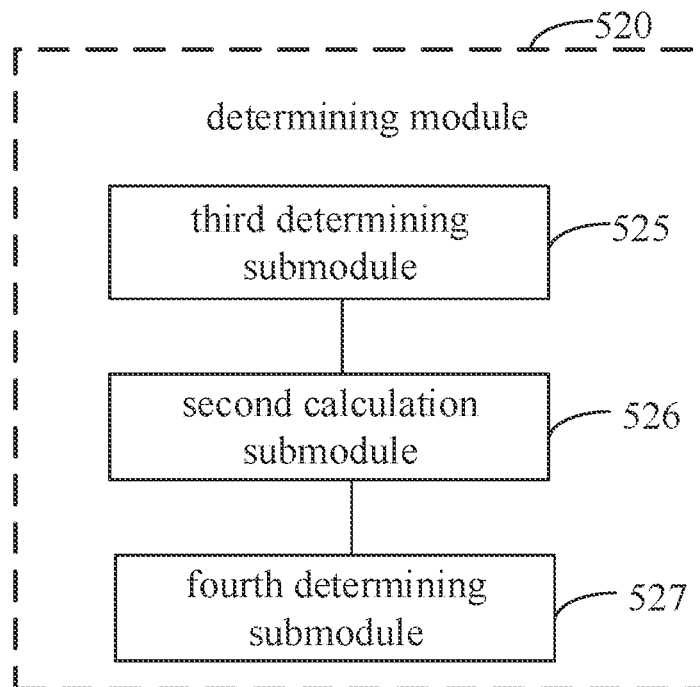 520
determining module
third determining
submodule
525
second calculation
submodule
526
fourth determining
submodule
527